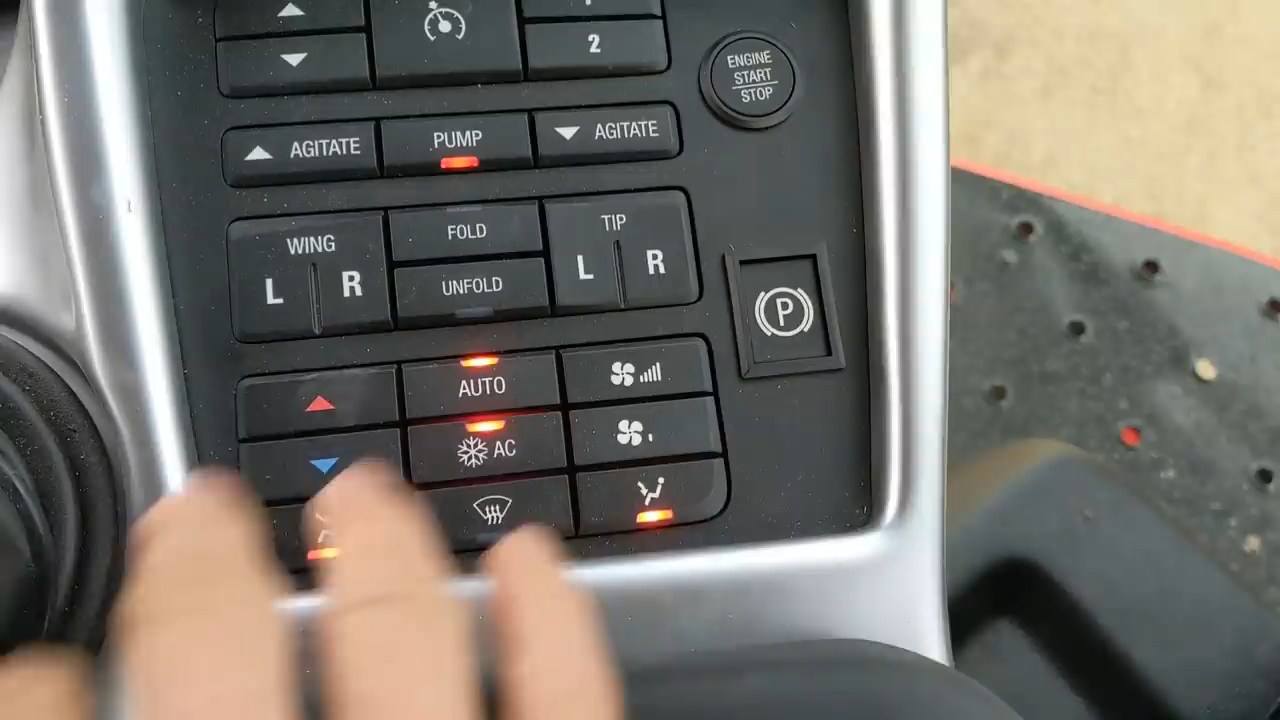 2
ENGINE
START
STOP
AGITATE
PUMP
AGITATE
WING
L R
FOLD
UNFOLD
TIP
L R
P
AUTO
AC